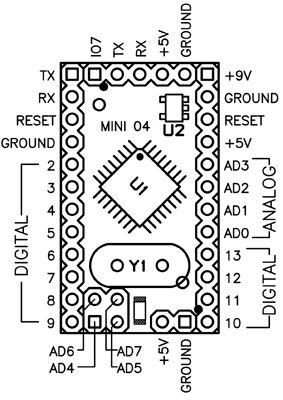 IO7 TX RX +5V GROUND
TX +9V
RX GROUND
RESET MINI 04 U2 RESET
GROUND +5V
2 AD3
3 U1 AD2
4 AD1
5 AD0
ANALOG
DIGITAL
6 13
7 Y1 12
8 11
9 10
DIGITAL
AD6 AD7 +5V GROUND
AD4 AD5